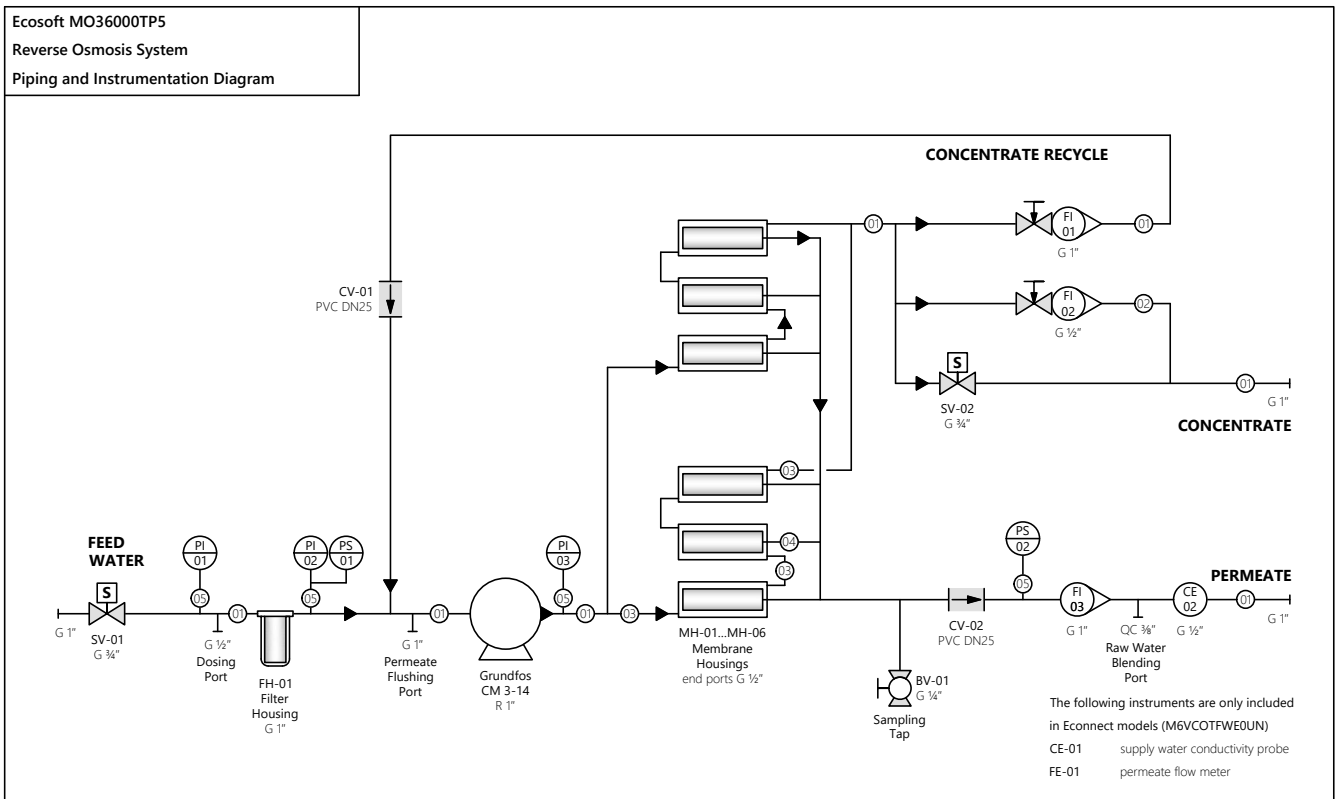 Ecosoft MO36000TP5
Reverse Osmosis System
Piping and Instrumentation Diagram
CONCENTRATE RECYCLE
01
FI
01
01
G 1"
CV-01
PVC DN25
FI
02
02
G ½"
S
SV-02
G ¾"
01
G 1"
CONCENTRATE
03
04
03
FEED
WATER
S
G 1"
SV-01
G ¾"
PI
01
05
01
G ½"
Dosing
Port
FH-01
Filter
Housing
G 1"
PI
02
PS
01
05
G 1"
Permeate
Flushing
Port
01
Grundfos
CM 3-14
R 1"
PI
03
05
01
03
MH-01...MH-06
Membrane
Housings
end ports G ½"
BV-01
G ¼"
Sampling
Tap
CV-02
PVC DN25
PS
02
05
FI
03
G 1"
QC ⅜"
Raw Water
Blending
Port
CE
02
G ½"
PERMEATE
01
G 1"
The following instruments are only included
in Econnect models (M6VCOTFWE0UN)
CE-01 supply water conductivity probe
FE-01 permeate flow meter